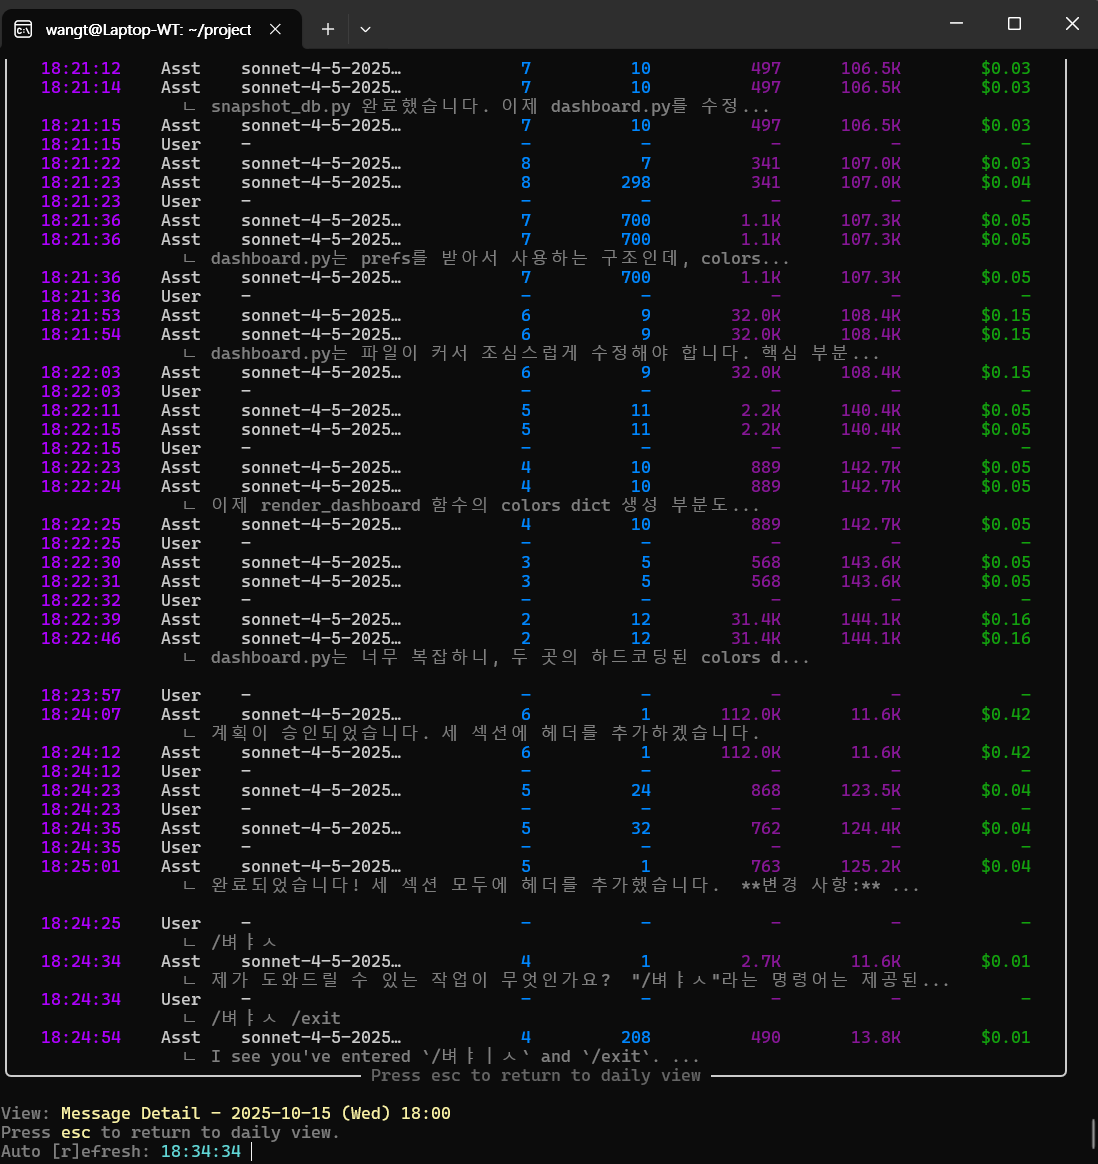 wangt@Laptop-WT: ~/project
18:21:12 Asst sonnet-4-5-2025… 7 10 497 106.5K $0.03
18:21:14 Asst sonnet-4-5-2025… 7 10 497 106.5K $0.03
ㄴ snapshot_db.py 완료했습니다. 이제 dashboard.py를 수정...
18:21:15 Asst sonnet-4-5-2025… 7 10 497 106.5K $0.03
18:21:15 User - - - - - -
18:21:22 Asst sonnet-4-5-2025… 8 7 341 107.0K $0.03
18:21:23 Asst sonnet-4-5-2025… 8 298 341 107.0K $0.04
18:21:23 User - - - - - -
18:21:36 Asst sonnet-4-5-2025… 7 700 1.1K 107.3K $0.05
18:21:36 Asst sonnet-4-5-2025… 7 700 1.1K 107.3K $0.05
ㄴ dashboard.py는 prefs를 받아서 사용하는 구조인데, colors...
18:21:36 Asst sonnet-4-5-2025… 7 700 1.1K 107.3K $0.05
18:21:36 User - - - - - -
18:21:53 Asst sonnet-4-5-2025… 6 9 32.0K 108.4K $0.15
18:21:54 Asst sonnet-4-5-2025… 6 9 32.0K 108.4K $0.15
ㄴ dashboard.py는 파일이 커서 조심스럽게 수정해야 합니다. 핵심 부분...
18:22:03 Asst sonnet-4-5-2025… 6 9 32.0K 108.4K $0.15
18:22:03 User - - - - - -
18:22:11 Asst sonnet-4-5-2025… 5 11 2.2K 140.4K $0.05
18:22:15 Asst sonnet-4-5-2025… 5 11 2.2K 140.4K $0.05
18:22:15 User - - - - - -
18:22:23 Asst sonnet-4-5-2025… 4 10 889 142.7K $0.05
18:22:24 Asst sonnet-4-5-2025… 4 10 889 142.7K $0.05
ㄴ 이제 render_dashboard 함수의 colors dict 생성 부분도...
18:22:25 Asst sonnet-4-5-2025… 4 10 889 142.7K $0.05
18:22:25 User - - - - - -
18:22:30 Asst sonnet-4-5-2025… 3 5 568 143.6K $0.05
18:22:31 Asst sonnet-4-5-2025… 3 5 568 143.6K $0.05
18:22:32 User - - - - - -
18:22:39 Asst sonnet-4-5-2025… 2 12 31.4K 144.1K $0.16
18:22:46 Asst sonnet-4-5-2025… 2 12 31.4K 144.1K $0.16
ㄴ dashboard.py는 너무 복잡하니, 두 곳의 하드코딩된 colors d...
18:23:57 User - - - - - -
18:24:07 Asst sonnet-4-5-2025… 6 1 112.0K 11.6K $0.42
ㄴ 계획이 승인되었습니다. 세 섹션에 헤더를 추가하겠습니다.
18:24:12 Asst sonnet-4-5-2025… 6 1 112.0K 11.6K $0.42
18:24:12 User - - - - - -
18:24:23 Asst sonnet-4-5-2025… 5 24 868 123.5K $0.04
18:24:23 User - - - - - -
18:24:35 Asst sonnet-4-5-2025… 5 32 762 124.4K $0.04
18:24:35 User - - - - - -
18:25:01 Asst sonnet-4-5-2025… 5 1 763 125.2K $0.04
ㄴ 완료되었습니다! 세 섹션 모두에 헤더를 추가했습니다. **변경 사항:** ...
18:24:25 User - - - - - -
ㄴ /벼ㅑㅅ
18:24:34 Asst sonnet-4-5-2025… 4 1 2.7K 11.6K $0.01
ㄴ 제가 도와드릴 수 있는 작업이 무엇인가요? "/벼ㅑㅅ"라는 명령어는 제공된...
18:24:34 User - - - - - -
ㄴ /벼ㅑㅅ /exit
18:24:54 Asst sonnet-4-5-2025… 4 208 490 13.8K $0.01
ㄴ I see you've entered `/벼ㅑㅣㅅ` and `/exit`. ...
Press esc to return to daily view
View: Message Detail - 2025-10-15 (Wed) 18:00
Press esc to return to daily view.
Auto [r]efresh: 18:34:34